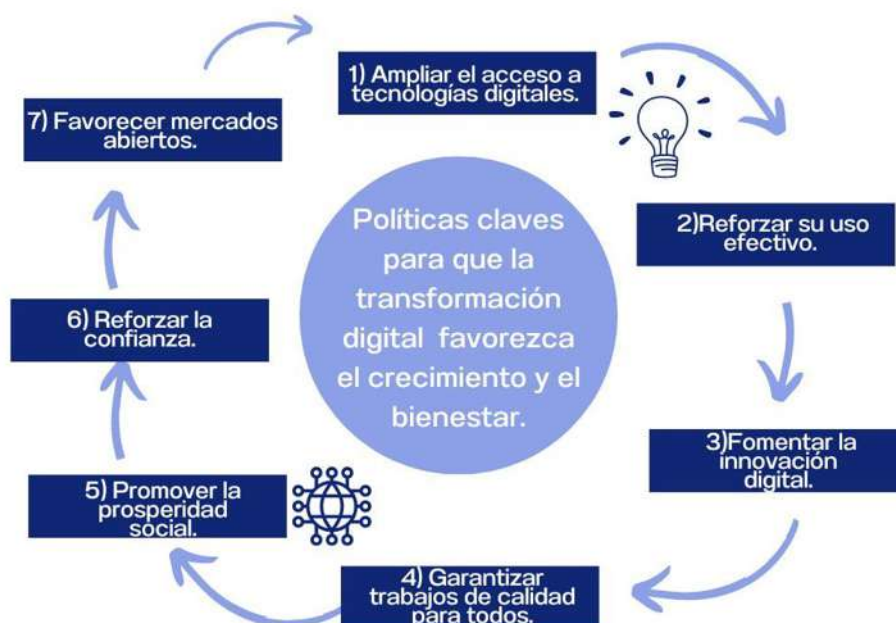 1) Ampliar el acceso a
tecnologías digitales.
2)Reforzar su uso
efectivo.
3)Fomentar la
innovación
digital.
4) Garantizar
trabajos de calidad
para todos.
5) Promover la
prosperidad
social.
6) Reforzar la
confianza.
7) Favorecer mercados
abiertos.
Políticas claves
para que la
transformación
digital favorezca
el crecimiento y el
bienestar.